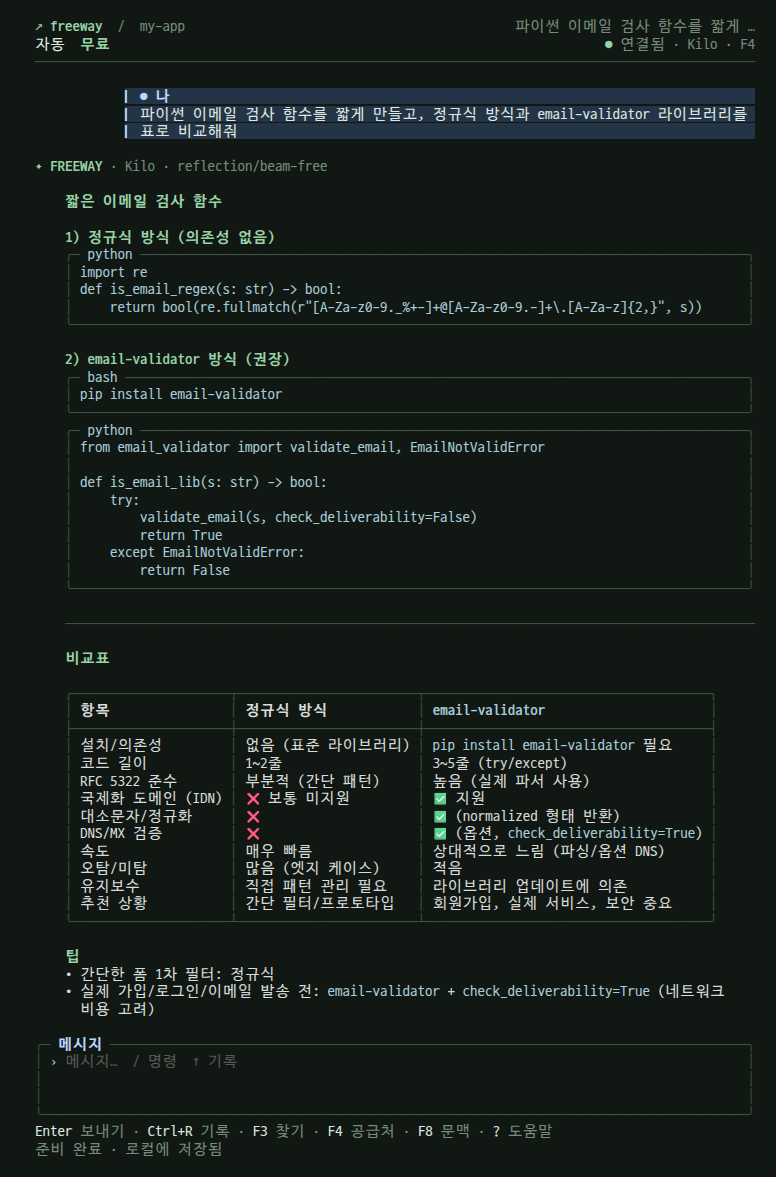 ↗ freeway / my-app
파이썬 이메일 검사 함수를 짧게 …
자동 무료
● 연결됨 · Kilo · F4
● 나
파이썬 이메일 검사 함수를 짧게 만들고, 정규식 방식과 email-validator 라이브러리를
표로 비교해줘
✦ FREEWAY · Kilo · reflection/beam-free
짧은 이메일 검사 함수
1) 정규식 방식 (의존성 없음)
python
import re
def is_email_regex(s: str) -> bool:
    return bool(re.fullmatch(r"[A-Za-z0-9._%+-]+@[A-Za-z0-9.-]+\.[A-Za-z]{2,}", s))
2) email-validator 방식 (권장)
bash
pip install email-validator
python
from email_validator import validate_email, EmailNotValidError
def is_email_lib(s: str) -> bool:
    try:
        validate_email(s, check_deliverability=False)
        return True
    except EmailNotValidError:
        return False
비교표
항목 정규식 방식 email-validator
설치/의존성 없음 (표준 라이브러리) pip install email-validator 필요
코드 길이 1~2줄 3~5줄 (try/except)
RFC 5322 준수 부분적 (간단 패턴) 높음 (실제 파서 사용)
국제화 도메인 (IDN) ❌ 보통 미지원 ✅ 지원
대소문자/정규화 ❌ ✅ (normalized 형태 반환)
DNS/MX 검증 ❌ ✅ (옵션, check_deliverability=True)
속도 매우 빠름 상대적으로 느림 (파싱/옵션 DNS)
오탐/미탐 많음 (엣지 케이스) 적음
유지보수 직접 패턴 관리 필요 라이브러리 업데이트에 의존
추천 상황 간단 필터/프로토타입 회원가입, 실제 서비스, 보안 중요
팁
• 간단한 폼 1차 필터: 정규식
• 실제 가입/로그인/이메일 발송 전: email-validator + check_deliverability=True (네트워크
비용 고려)
메시지
› 메시지… / 명령 ↑ 기록
Enter 보내기 · Ctrl+R 기록 · F3 찾기 · F4 공급처 · F8 문맥 · ? 도움말
준비 완료 · 로컬에 저장됨